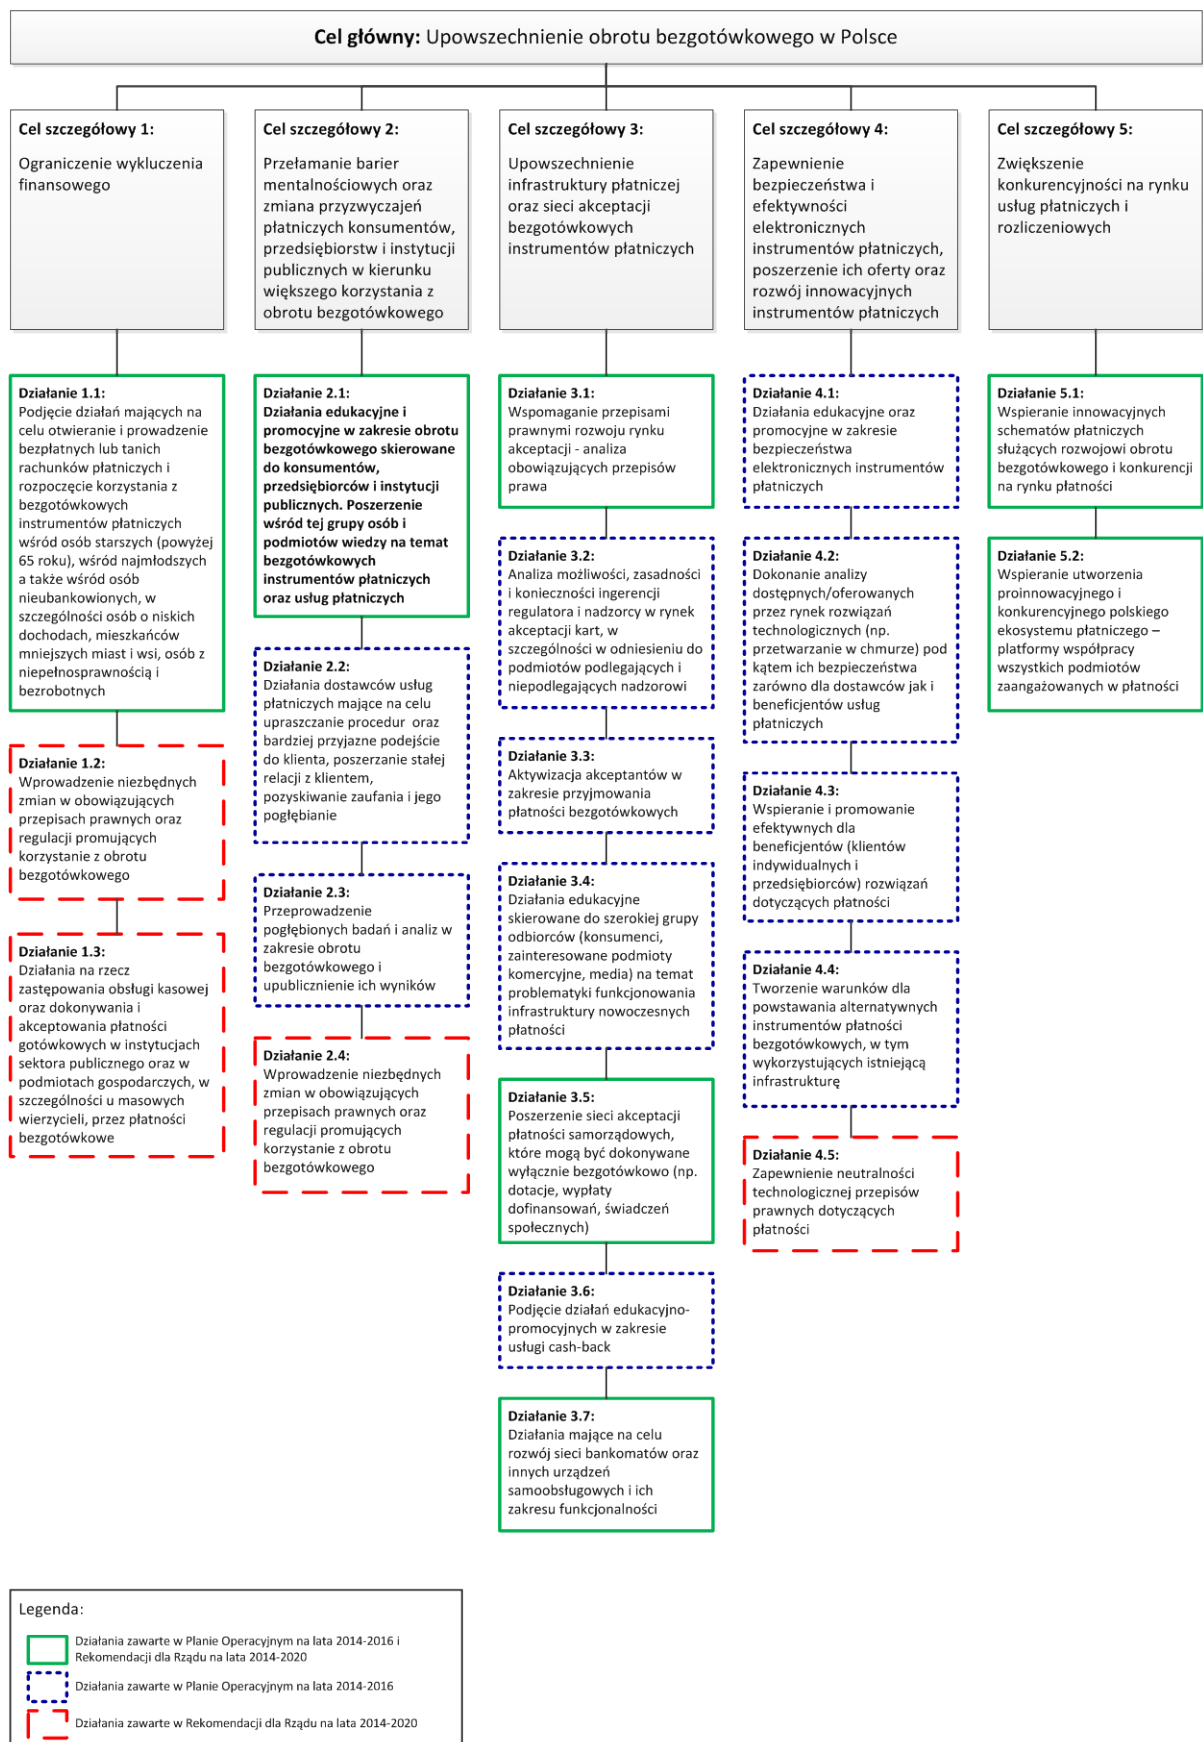 Cel główny: Upowszechnienie obrotu bezgotówkowego w Polsce
Cel szczegółowy 1:
Ograniczenie wykluczenia
finansowego
Cel szczegółowy 2:
Przełamanie barier
mentalnościowych oraz
zmiana przyzwyczajeń
płatniczych konsumentów,
przedsiębiorstw i instytucji
publicznych w kierunku
większego korzystania z
obrotu bezgotówkowego
Cel szczegółowy 3:
Upowszechnienie
infrastruktury płatniczej
oraz sieci akceptacji
bezgotówkowych
instrumentów płatniczych
Cel szczegółowy 4:
Zapewnienie
bezpieczeństwa i
efektywności
elektronicznych
instrumentów płatniczych,
poszerzenie ich oferty oraz
rozwój innowacyjnych
instrumentów płatniczych
Cel szczegółowy 5:
Zwiększenie
konkurencyjności na rynku
usług płatniczych i
rozliczeniowych
Działanie 1.1:
Podjęcie działań mających na
celu otwieranie i prowadzenie
bezpłatnych lub tanich
rachunków płatniczych i
rozpoczęcie korzystania z
bezgotówkowych
instrumentów płatniczych
wśród osób starszych (powyżej
65 roku), wśród najmłodszych
a także wśród osób
nieubankowionych, w
szczególności osób o niskich
dochodach, mieszkańców
mniejszych miast i wsi, osób z
niepełnosprawnością i
bezrobotnych
Działanie 1.2:
Wprowadzenie niezbędnych
zmian w obowiązujących
przepisach prawnych oraz
regulacji promujących
korzystanie z obrotu
bezgotówkowego
Działanie 1.3:
Działania na rzecz
zastępowania obsługi kasowej
oraz dokonywania i
akceptowania płatności
gotówkowych w instytucjach
sektora publicznego oraz w
podmiotach gospodarczych, w
szczególności u masowych
wierzycieli, przez płatności
bezgotówkowe
Działanie 2.1:
Działania edukacyjne i
promocyjne w zakresie obrotu
bezgotówkowego skierowane
do konsumentów,
przedsiębiorców i instytucji
publicznych. Poszerzenie
wśród tej grupy osób i
podmiotów wiedzy na temat
bezgotówkowych
instrumentów płatniczych
oraz usług płatniczych
Działanie 2.2:
Działania dostawców usług
płatniczych mające na celu
upraszczanie procedur oraz
bardziej przyjazne podejście
do klienta, poszerzanie stałej
relacji z klientem,
pozyskiwanie zaufania i jego
pogłębianie
Działanie 2.3:
Przeprowadzenie
pogłębionych badań i analiz w
zakresie obrotu
bezgotówkowego i
upublicznienie ich wyników
Działanie 2.4:
Wprowadzenie niezbędnych
zmian w obowiązujących
przepisach prawnych oraz
regulacji promujących
korzystanie z obrotu
bezgotówkowego
Działanie 3.1:
Wspomaganie przepisami
prawnymi rozwoju rynku
akceptacji - analiza
obowiązujących przepisów
prawa
Działanie 3.2:
Analiza możliwości, zasadności
i konieczności ingerencji
regulatora i nadzorcy w rynek
akceptacji kart, w
szczególności w odniesieniu do
podmiotów podlegających i
niepodlegających nadzorowi
Działanie 3.3:
Aktywizacja akceptantów w
zakresie przyjmowania
płatności bezgotówkowych
Działanie 3.4:
Działania edukacyjne
skierowane do szerokiej grupy
odbiorców (konsumenci,
zainteresowane podmioty
komercyjne, media) na temat
problematyki funkcjonowania
infrastruktury nowoczesnych
płatności
Działanie 3.5:
Poszerzenie sieci akceptacji
płatności samorządowych,
które mogą być dokonywane
wyłącznie bezgotówkowo (np.
dotacje, wypłaty
dofinansowań, świadczeń
społecznych)
Działanie 3.6:
Podjęcie działań edukacyjno-
promocyjnych w zakresie
usługi cash-back
Działanie 3.7:
Działania mające na celu
rozwój sieci bankomatów oraz
innych urządzeń
samoobsługowych i ich
zakresu funkcjonalności
Działanie 4.1:
Działania edukacyjne oraz
promocyjne w zakresie
bezpieczeństwa
elektronicznych instrumentów
płatniczych
Działanie 4.2:
Dokonanie analizy
dostępnych/oferowanych
przez rynek rozwiązań
technologicznych (np.
przetwarzanie w chmurze) pod
kątem ich bezpieczeństwa
zarówno dla dostawców jak i
beneficjentów usług
płatniczych
Działanie 4.3:
Wspieranie i promowanie
efektywnych dla
beneficjentów (klientów
indywidualnych i
przedsiębiorców) rozwiązań
dotyczących płatności
Działanie 4.4:
Tworzenie warunków dla
powstawania alternatywnych
instrumentów płatności
bezgotówkowych, w tym
wykorzystujących istniejącą
infrastrukturę
Działanie 4.5:
Zapewnienie neutralności
technologicznej przepisów
prawnych dotyczących
płatności
Działanie 5.1:
Wspieranie innowacyjnych
schematów płatniczych
służących rozwojowi obrotu
bezgotówkowego i konkurencji
na rynku płatności
Działanie 5.2:
Wspieranie utworzenia
proinnowacyjnego i
konkurencyjnego polskiego
ekosystemu płatniczego –
platformy współpracy
wszystkich podmiotów
zaangażowanych w płatności
Legenda:
Działania zawarte w Planie Operacyjnym na lata 2014-2016 i
Rekomendacji dla Rządu na lata 2014-2020
Działania zawarte w Planie Operacyjnym na lata 2014-2016
Działania zawarte w Rekomendacji dla Rządu na lata 2014-2020